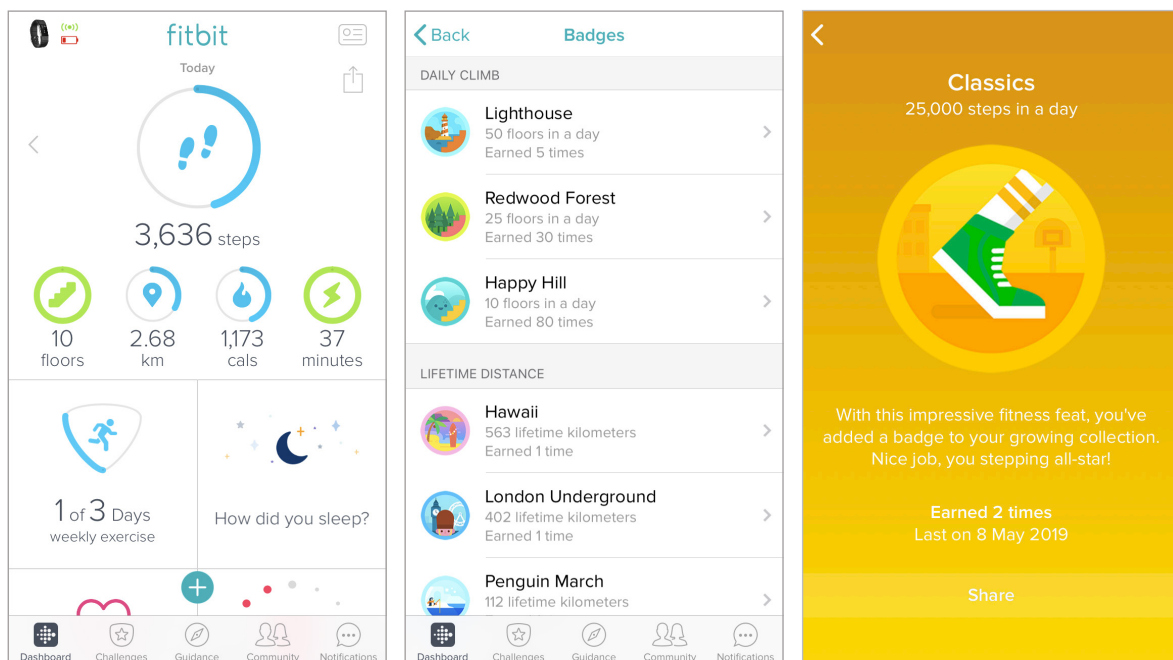 fitbit
Today
3,636 steps
10
floors
2.68
km
1,173
cals
37
minutes
1 of 3 Days
weekly exercise
How did you sleep?
Dashboard
Challenges
Guidance
Community
Notifications
Back
Badges
DAILY CLIMB
Lighthouse
50 floors in a day
Earned 5 times
Redwood Forest
25 floors in a day
Earned 30 times
Happy Hill
10 floors in a day
Earned 80 times
LIFETIME DISTANCE
Hawaii
563 lifetime kilometers
Earned 1 time
London Underground
402 lifetime kilometers
Earned 1 time
Penguin March
112 lifetime kilometers
Dashboard
Challenges
Guidance
Community
Notifications
Classics
25,000 steps in a day
With this impressive fitness feat, you've
added a badge to your growing collection.
Nice job, you stepping all-star!
Earned 2 times
Last on 8 May 2019
Share